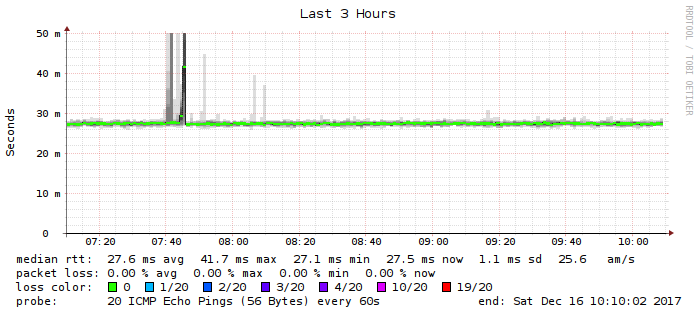 Last 3 Hours
RRDTOOL / TOBI OETIKER
Seconds
50 m
40 m
30 m
20 m
10 m
0
07:20 07:40 08:00 08:20 08:40 09:00 09:20 09:40 10:00
median rtt: 27.6 ms avg 41.7 ms max 27.1 ms min 27.5 ms now 1.1 ms sd 25.6 am/s
packet loss: 0.00 % avg 0.00 % max 0.00 % min 0.00 % now
loss color: 0 1/20 2/20 3/20 4/20 10/20 19/20
probe: 20 ICMP Echo Pings (56 Bytes) every 60s end: Sat Dec 16 10:10:02 2017